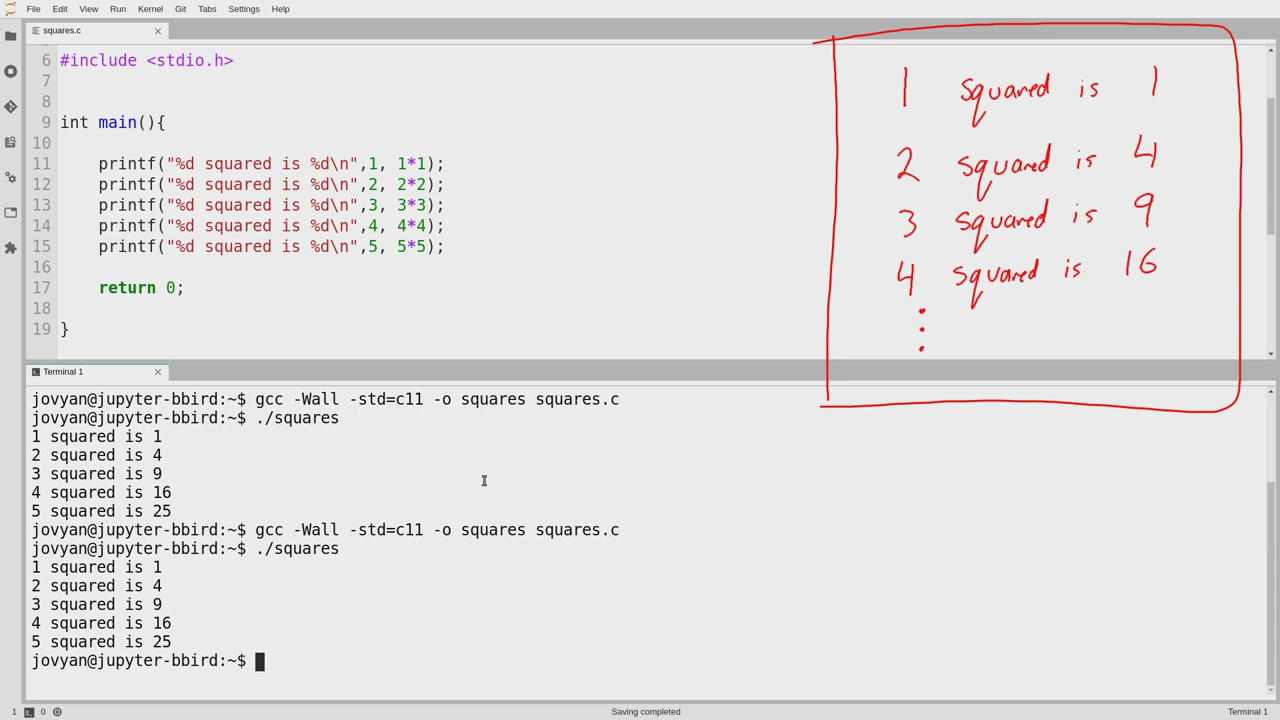 File Edit View Run Kernel Git Tabs Settings Help
squares.c
6 #include <stdio.h>
7
8
9 int main(){
10
11 printf("%d squared is %d\n",1, 1*1);
12 printf("%d squared is %d\n",2, 2*2);
13 printf("%d squared is %d\n",3, 3*3);
14 printf("%d squared is %d\n",4, 4*4);
15 printf("%d squared is %d\n",5, 5*5);
16
17 return 0;
18
19 }
1 squared is 1
2 squared is 4
3 squared is 9
4 squared is 16
Terminal 1
jovyan@jupyter-bbird:~$ gcc -Wall -std=c11 -o squares squares.c
jovyan@jupyter-bbird:~$ ./squares
1 squared is 1
2 squared is 4
3 squared is 9
4 squared is 16
5 squared is 25
jovyan@jupyter-bbird:~$ gcc -Wall -std=c11 -o squares squares.c
jovyan@jupyter-bbird:~$ ./squares
1 squared is 1
2 squared is 4
3 squared is 9
4 squared is 16
5 squared is 25
jovyan@jupyter-bbird:~$
1 0 Saving completed Terminal 1